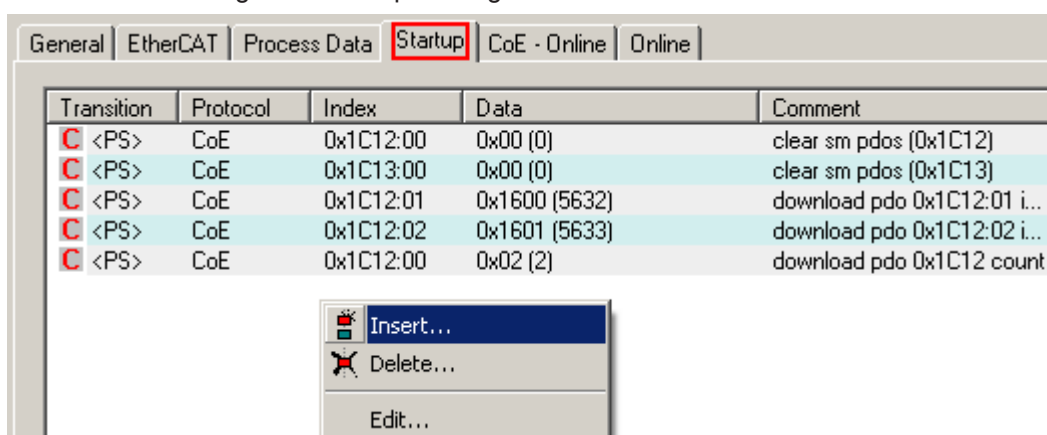 General EtherCAT Process Data Startup CoE - Online Online
Transition Protocol Index Data Comment
C <PS> CoE 0x1C12:00 0x00 (0) clear sm pdos (0x1C12)
C <PS> CoE 0x1C13:00 0x00 (0) clear sm pdos (0x1C13)
C <PS> CoE 0x1C12:01 0x1600 (5632) download pdo 0x1C12:01 i...
C <PS> CoE 0x1C12:02 0x1601 (5633) download pdo 0x1C12:02 i...
C <PS> CoE 0x1C12:00 0x02 (2) download pdo 0x1C12 count
Insert...
Delete...
Edit...